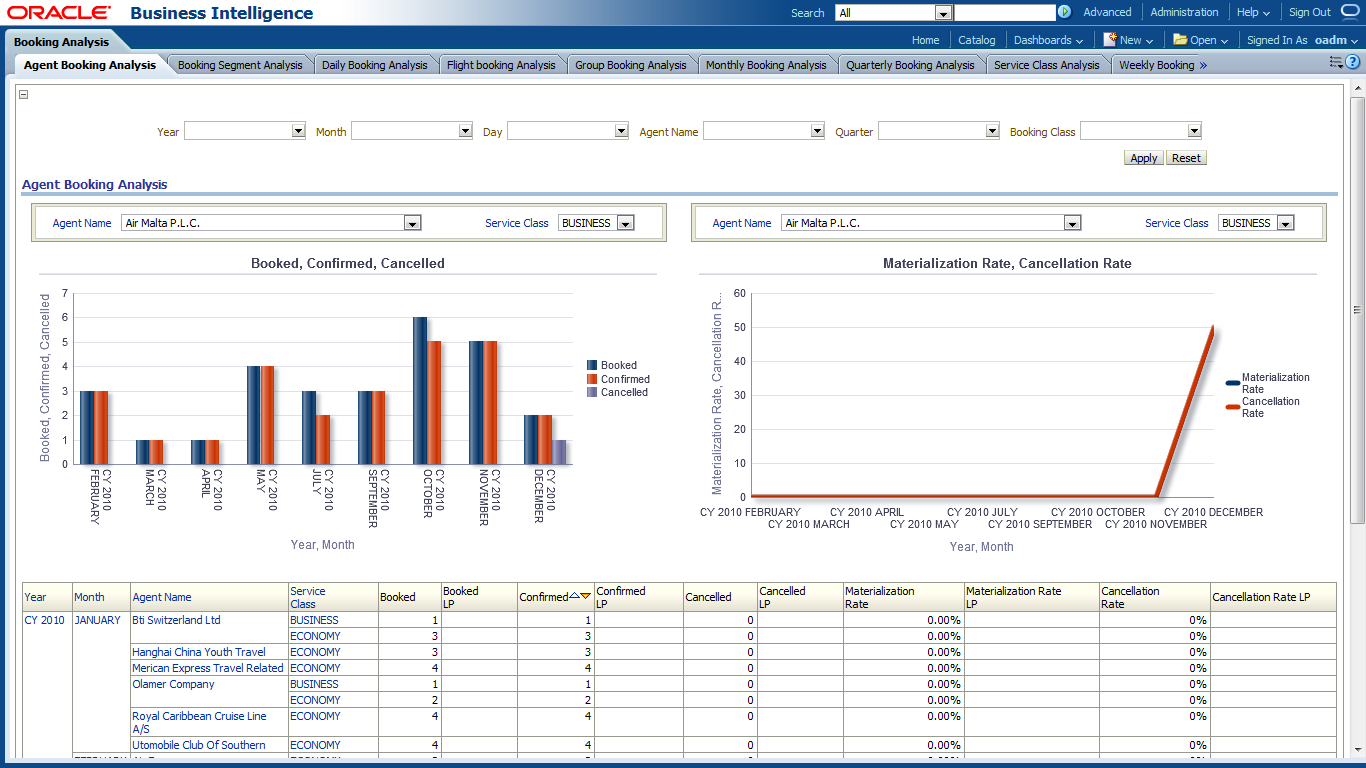 ORACLE® Business Intelligence
Search All Advanced Administration Help Sign Out
Booking Analysis
Home Catalog Dashboards New Open Signed In As oadm
Agent Booking Analysis Booking Segment Analysis Daily Booking Analysis Flight booking Analysis Group Booking Analysis Monthly Booking Analysis Quarterly Booking Analysis Service Class Analysis Weekly Booking »
Year Month Day Agent Name Quarter Booking Class
Apply Reset
Agent Booking Analysis
Agent Name Air Malta P.L.C. Service Class BUSINESS
Agent Name Air Malta P.L.C. Service Class BUSINESS
Booked, Confirmed, Cancelled
Booked, Confirmed, Cancelled
7
6
5
4
3
2
1
0
CY 2010 FEBRUARY
CY 2010 MARCH
CY 2010 APRIL
CY 2010 MAY
CY 2010 JULY
CY 2010 SEPTEMBER
CY 2010 OCTOBER
CY 2010 NOVEMBER
CY 2010 DECEMBER
Year, Month
Booked
Confirmed
Cancelled
Materialization Rate, Cancellation Rate
Materialization Rate, Cancellation R...
60
50
40
30
20
10
0
CY 2010 FEBRUARY CY 2010 APRIL CY 2010 JULY CY 2010 OCTOBER CY 2010 DECEMBER
CY 2010 MARCH CY 2010 MAY CY 2010 SEPTEMBER CY 2010 NOVEMBER
Year, Month
Materialization
Rate
Cancellation
Rate
Year Month Agent Name Service Class Booked Booked LP Confirmed Confirmed LP Cancelled Cancelled LP Materialization Rate Materialization Rate LP Cancellation Rate Cancellation Rate LP
CY 2010 JANUARY Bti Switzerland Ltd BUSINESS 1 1 0 0.00% 0%
ECONOMY 3 3 0 0.00% 0%
Hanghai China Youth Travel ECONOMY 3 3 0 0.00% 0%
Merican Express Travel Related ECONOMY 4 4 0 0.00% 0%
Olamer Company BUSINESS 1 1 0 0.00% 0%
ECONOMY 2 2 0 0.00% 0%
Royal Caribbean Cruise Line A/S ECONOMY 4 4 0 0.00% 0%
Utomobile Club Of Southern ECONOMY 4 4 0 0.00% 0%